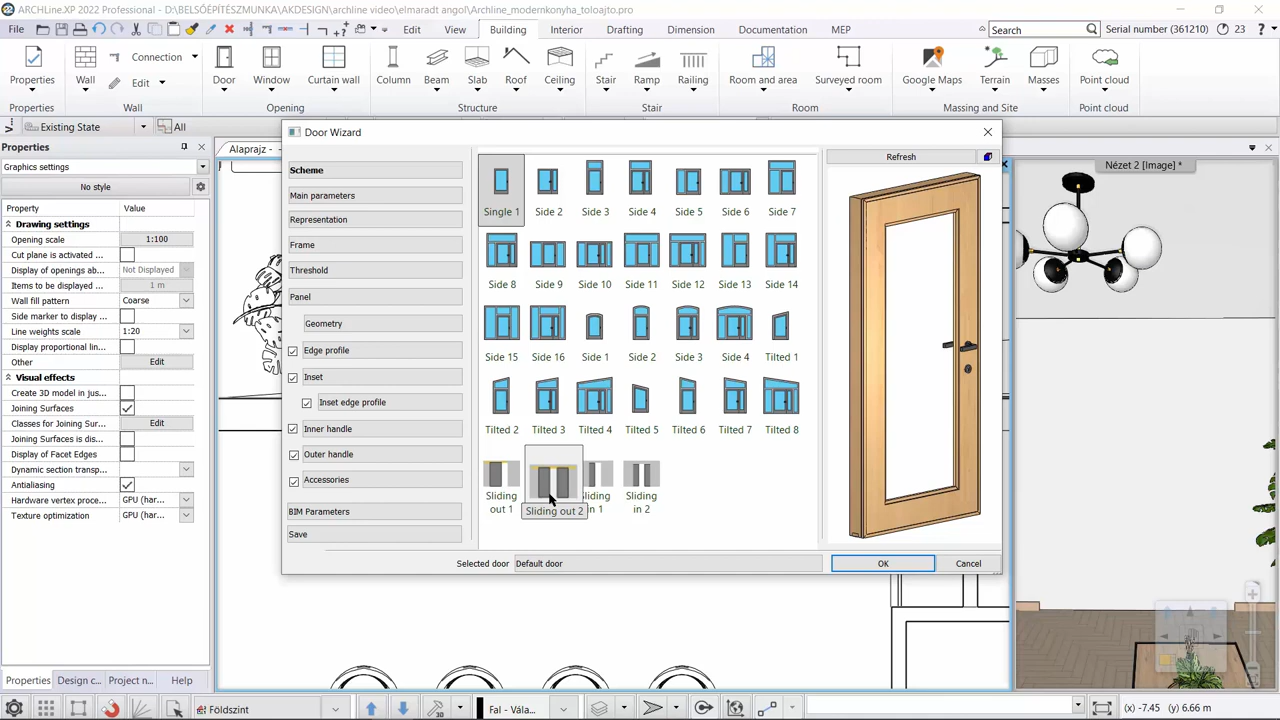 ARCHLine.XP 2022 Professional - D:\BELSŐÉPÍTÉSZMUNKA\AKDESIGN\archline video\elmaradt angol\Archline_modernkonyha_toloajto.pro
File
Edit
View
Building
Interior
Drafting
Dimension
Documentation
MEP
Search
Serial number (361210)
23
Properties
Wall
Connection
Edit
Door
Window
Curtain wall
Column
Beam
Slab
Roof
Ceiling
Stair
Ramp
Railing
Room and area
Surveyed room
Google Maps
Terrain
Masses
Point cloud
Properties
Wall
Opening
Structure
Stair
Room
Massing and Site
Point cloud
Existing State
All
Properties
Graphics settings
No style
Property Value
Drawing settings
Opening scale 1:100
Cut plane is activated ...
Display of openings ab... Not Displayed
Items to be displayed ... 1 m
Wall fill pattern Coarse
Side marker to display ...
Line weights scale 1:20
Display proportional lin...
Other Edit
Visual effects
Create 3D model in jus...
Joining Surfaces
Classes for Joining Sur... Edit
Joining Surfaces is dis...
Display of Facet Edges
Dynamic section transp...
Antialiasing
Hardware vertex proce... GPU (har...
Texture optimization GPU (har...
Properties
Design c...
Project n...
Help
Alaprajz -
Nézet 2 [Image] *
Door Wizard
Scheme
Main parameters
Representation
Frame
Threshold
Panel
Geometry
Edge profile
Inset
Inset edge profile
Inner handle
Outer handle
Accessories
BIM Parameters
Save
Single 1 Side 2 Side 3 Side 4 Side 5 Side 6 Side 7
Side 8 Side 9 Side 10 Side 11 Side 12 Side 13 Side 14
Side 15 Side 16 Side 1 Side 2 Side 3 Side 4 Tilted 1
Tilted 2 Tilted 3 Tilted 4 Tilted 5 Tilted 6 Tilted 7 Tilted 8
Sliding out 1
Sliding out 2
liding in 1
Sliding in 2
Refresh
Selected door Default door
OK
Cancel
Földszint
Fal - Vála...
(x) -7.45 (y) 6.66 m